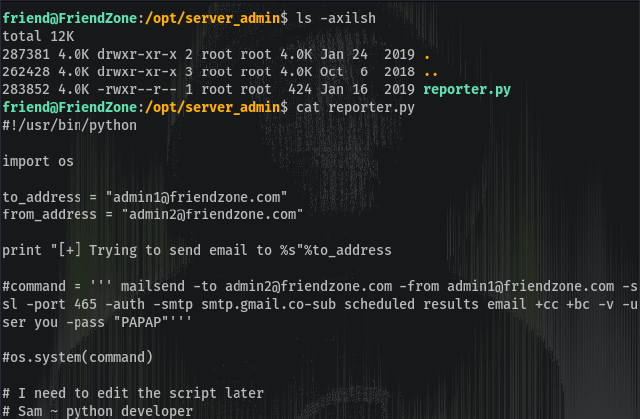 friend@FriendZone:/opt/server_admin$ ls -axilsh
total 12K
287381 4.0K drwxr-xr-x 2 root root 4.0K Jan 24  2019 .
262428 4.0K drwxr-xr-x 3 root root 4.0K Oct  6  2018 ..
283852 4.0K -rwxr--r-- 1 root root  424 Jan 16  2019 reporter.py
friend@FriendZone:/opt/server_admin$ cat reporter.py
#!/usr/bin/python
import os
to_address = "admin1@friendzone.com"
from_address = "admin2@friendzone.com"
print "[+] Trying to send email to %s"%to_address
#command = ''' mailsend -to admin2@friendzone.com -from admin1@friendzone.com -s
sl -port 465 -auth -smtp smtp.gmail.co-sub scheduled results email +cc +bc -v -u
ser you -pass "PAPAP"'''
#os.system(command)
# I need to edit the script later
# Sam ~ python developer